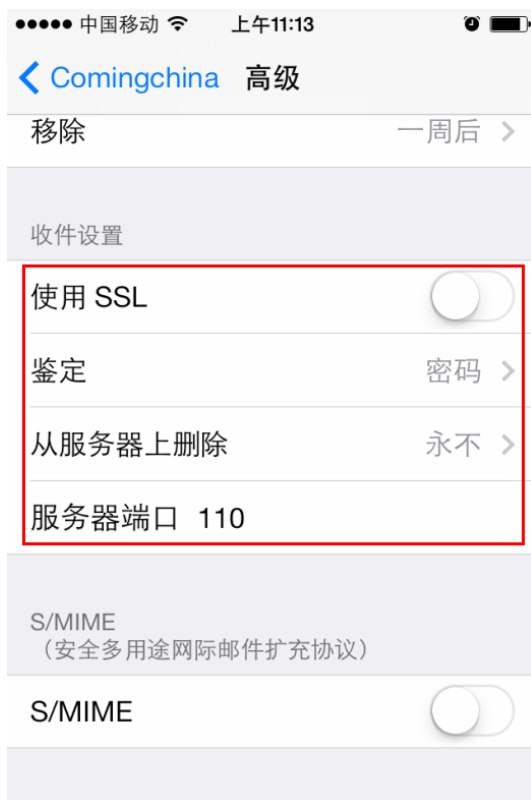 中国移动 上午11:13
Comingchina 高级
移除 一周后
收件设置
使用 SSL
鉴定 密码
从服务器上删除 永不
服务器端口 110
S/MIME
（安全多用途网际邮件扩充协议）
S/MIME